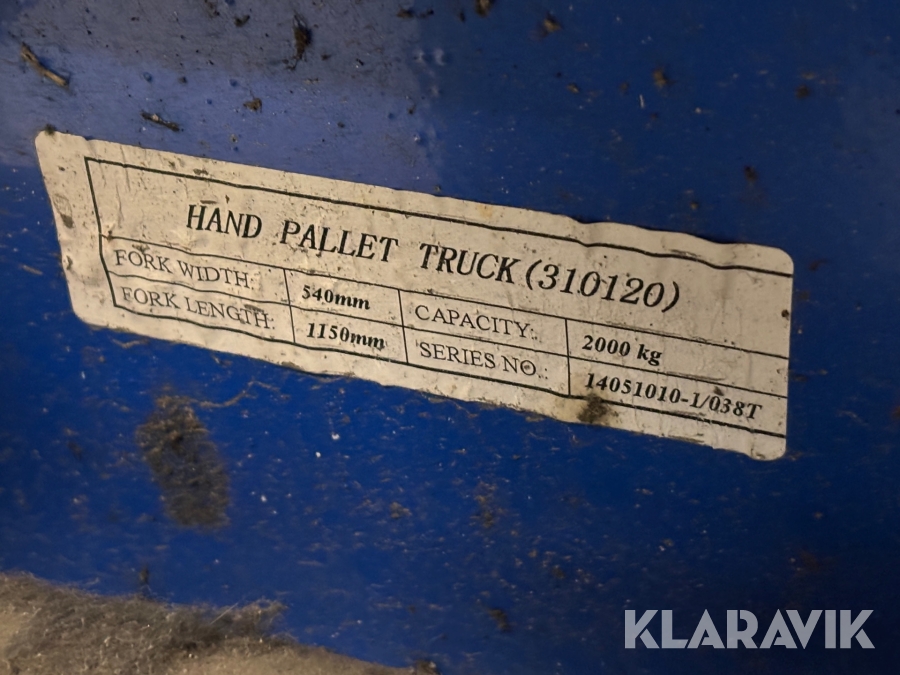 HAND PALLET TRUCK (310120)
FORK WIDTH: 540mm CAPACITY: 2000 kg
FORK LENGTH: 1150mm SERIES NO.: 14051010-1/038T
KLARAVIK